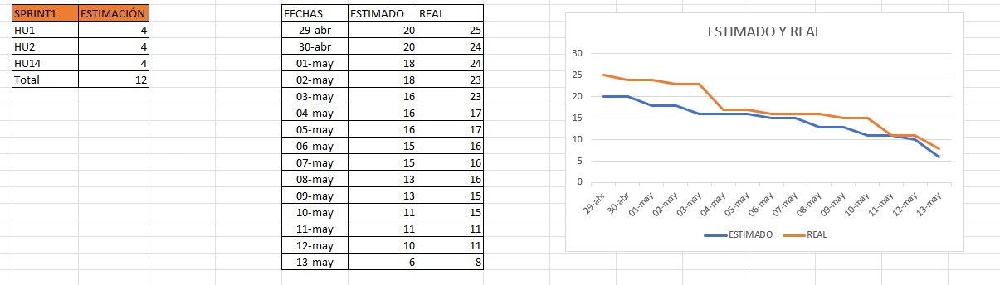 SPRINT1 ESTIMACIÓN
HU1 4
HU2 4
HU14 4
Total 12
FECHAS ESTIMADO REAL
29-abr 20 25
30-abr 20 24
01-may 18 24
02-may 18 23
03-may 16 23
04-may 16 17
05-may 16 17
06-may 15 16
07-may 15 16
08-may 13 16
09-may 13 15
10-may 11 15
11-may 11 11
12-may 10 11
13-may 6 8
ESTIMADO Y REAL
30
25
20
15
10
5
0
29-abr 30-abr 01-may 02-may 03-may 04-may 05-may 06-may 07-may 08-may 09-may 10-may 11-may 12-may 13-may
ESTIMADO REAL